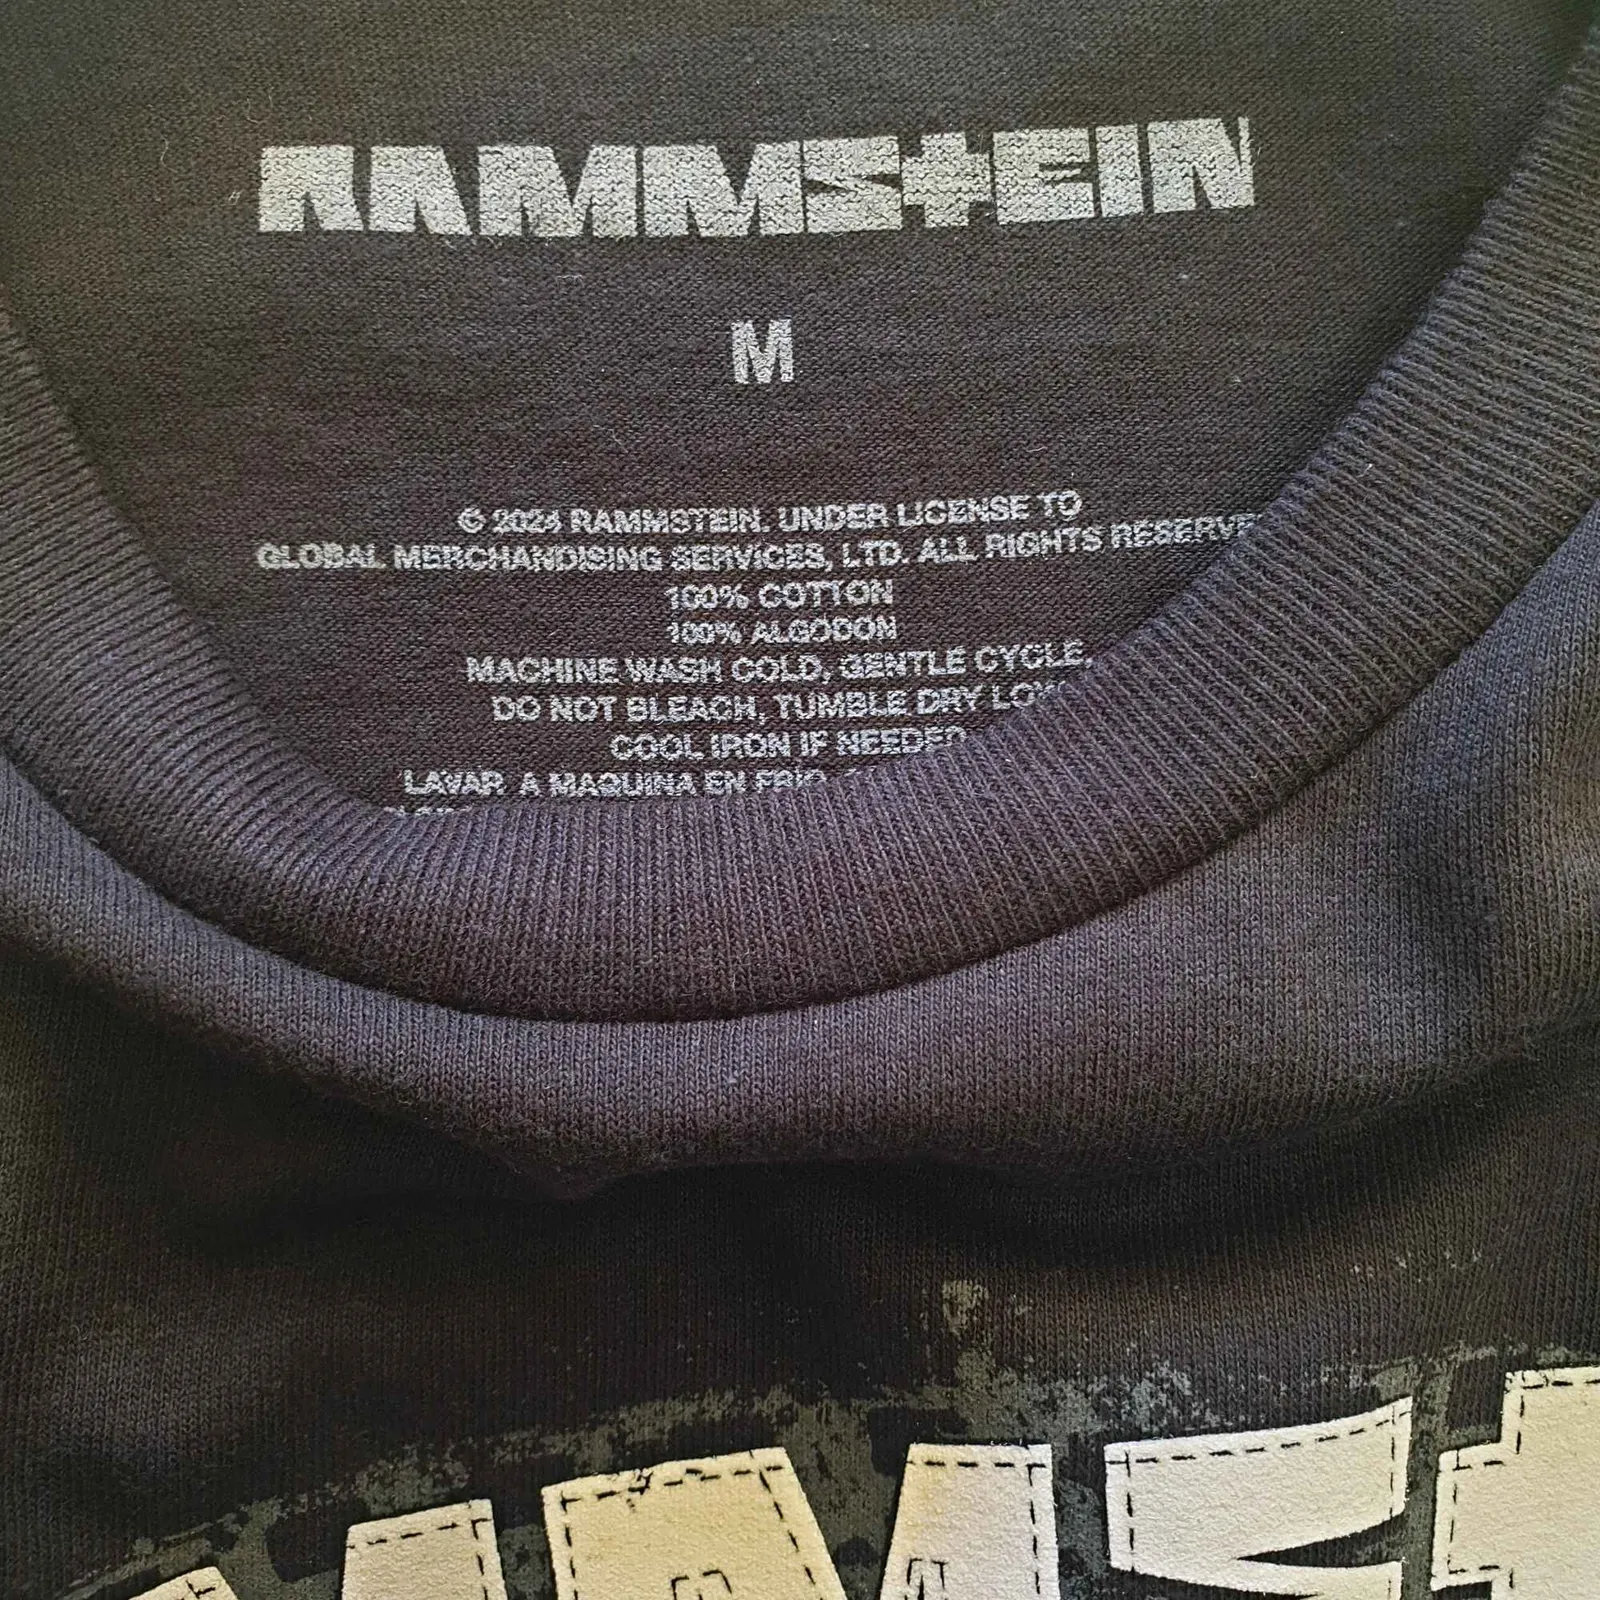 RAMMSTEIN
M
© 2024 RAMMSTEIN. UNDER LICENSE TO
GLOBAL MERCHANDISING SERVICES, LTD. ALL RIGHTS
100% COTTON
100% ALGODON
MACHINE WASH COLD, GENTLE CYCLE,
DO NOT BLEACH, TUMBLE DRY LOW
COOL IRON IF NEEDED
LAVAR A MAQUINA EN FRIO